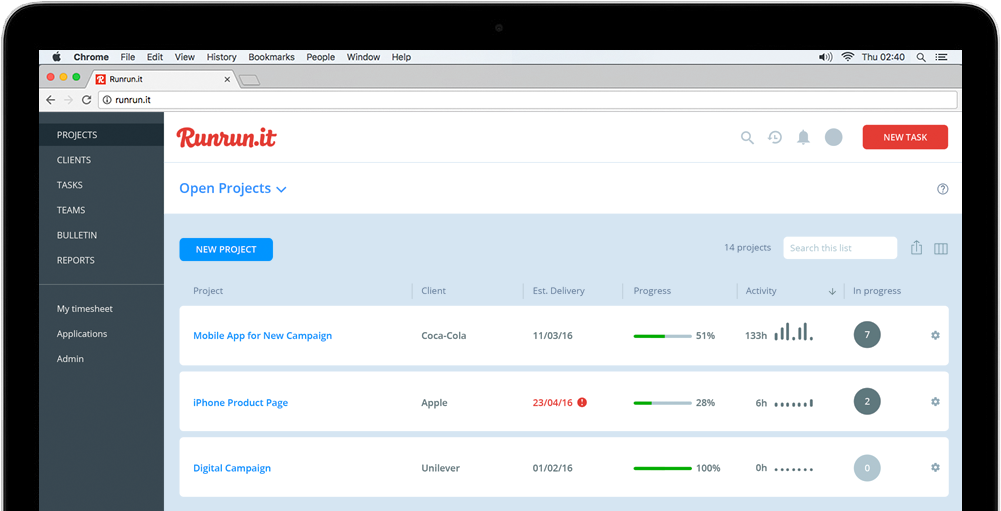 Chrome File Edit View History Bookmarks People Window Help Thu 02:40
R Runrun.it
runrun.it
PROJECTS
CLIENTS
TASKS
TEAMS
BULLETIN
REPORTS
My timesheet
Applications
Admin
Runrun.it
NEW TASK
Open Projects
NEW PROJECT
14 projects
Search this list
Project Client Est. Delivery Progress Activity In progress
Mobile App for New Campaign Coca-Cola 11/03/16 51% 133h 7
iPhone Product Page Apple 23/04/16 28% 6h 2
Digital Campaign Unilever 01/02/16 100% 0h 0